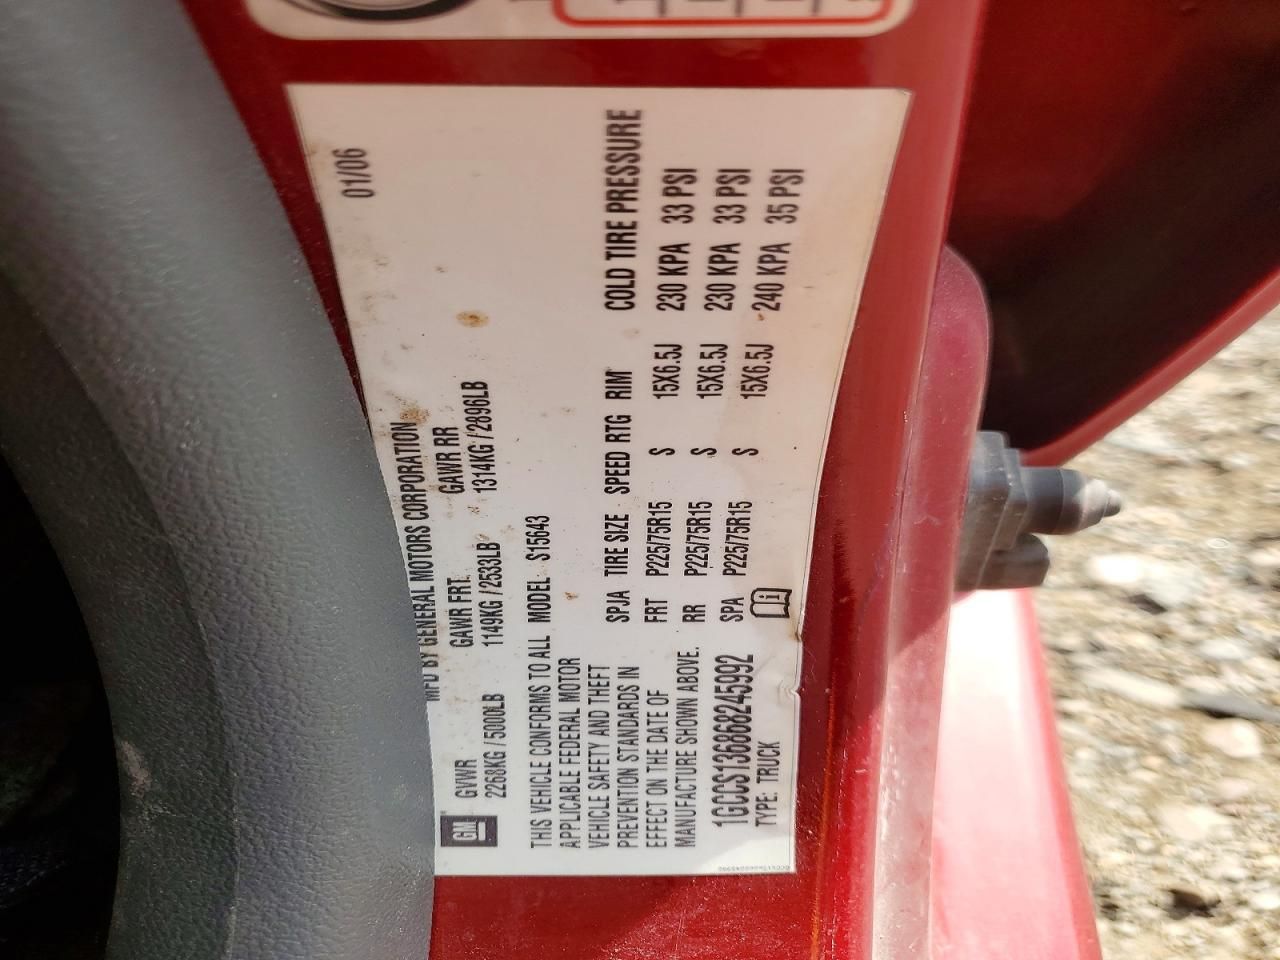 MFD BY GENERAL MOTORS CORPORATION 01/06
GM
GVWR GAWR FRT. GAWR RR
2268KG / 5000LB 1149KG / 2533LB 1314KG / 2896LB
THIS VEHICLE CONFORMS TO ALL
APPLICABLE FEDERAL MOTOR
VEHICLE SAFETY AND THEFT
PREVENTION STANDARDS IN
EFFECT ON THE DATE OF
MANUFACTURE SHOWN ABOVE.
1GCCS136868245992
TYPE: TRUCK
MODEL S15643
SPJA TIRE SIZE SPEED RTG RIM COLD TIRE PRESSURE
FRT P225/75R15 S 15X6.5J 230 KPA 33 PSI
RR P225/75R15 S 15X6.5J 230 KPA 33 PSI
SPA P225/75R15 S 15X6.5J 240 KPA 35 PSI